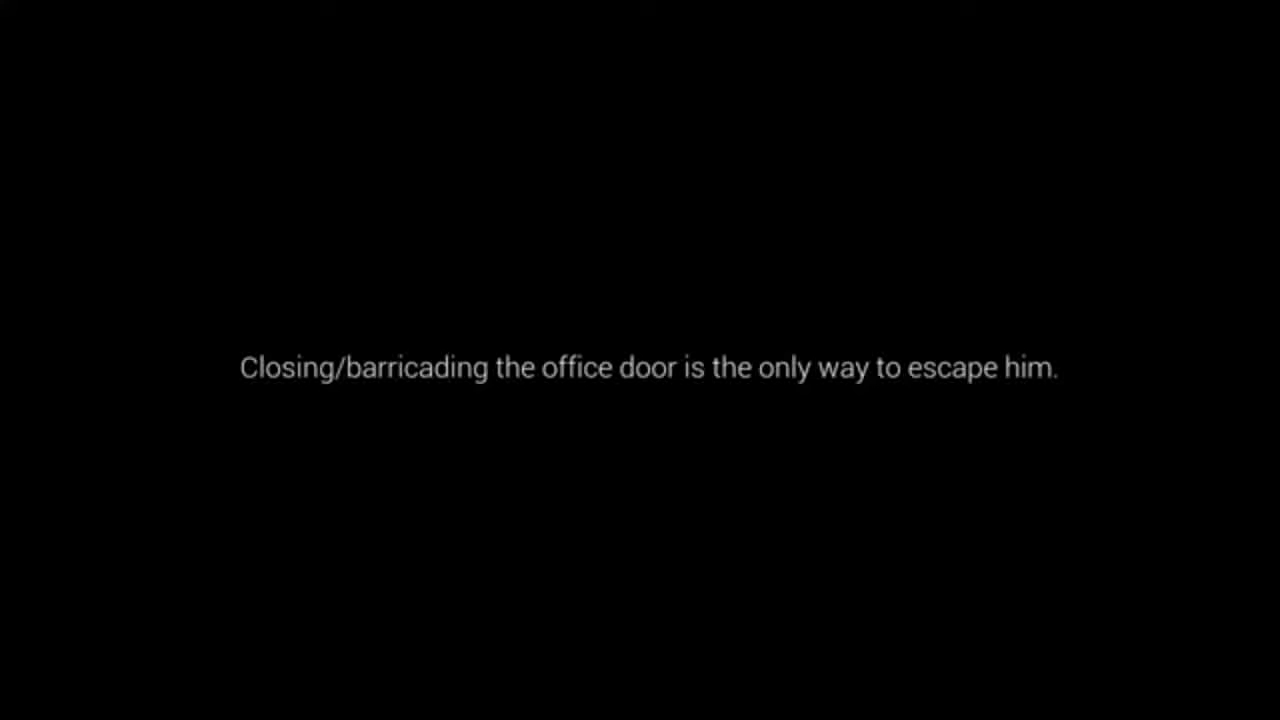 Closing/barricading the office door is the only way to escape him.